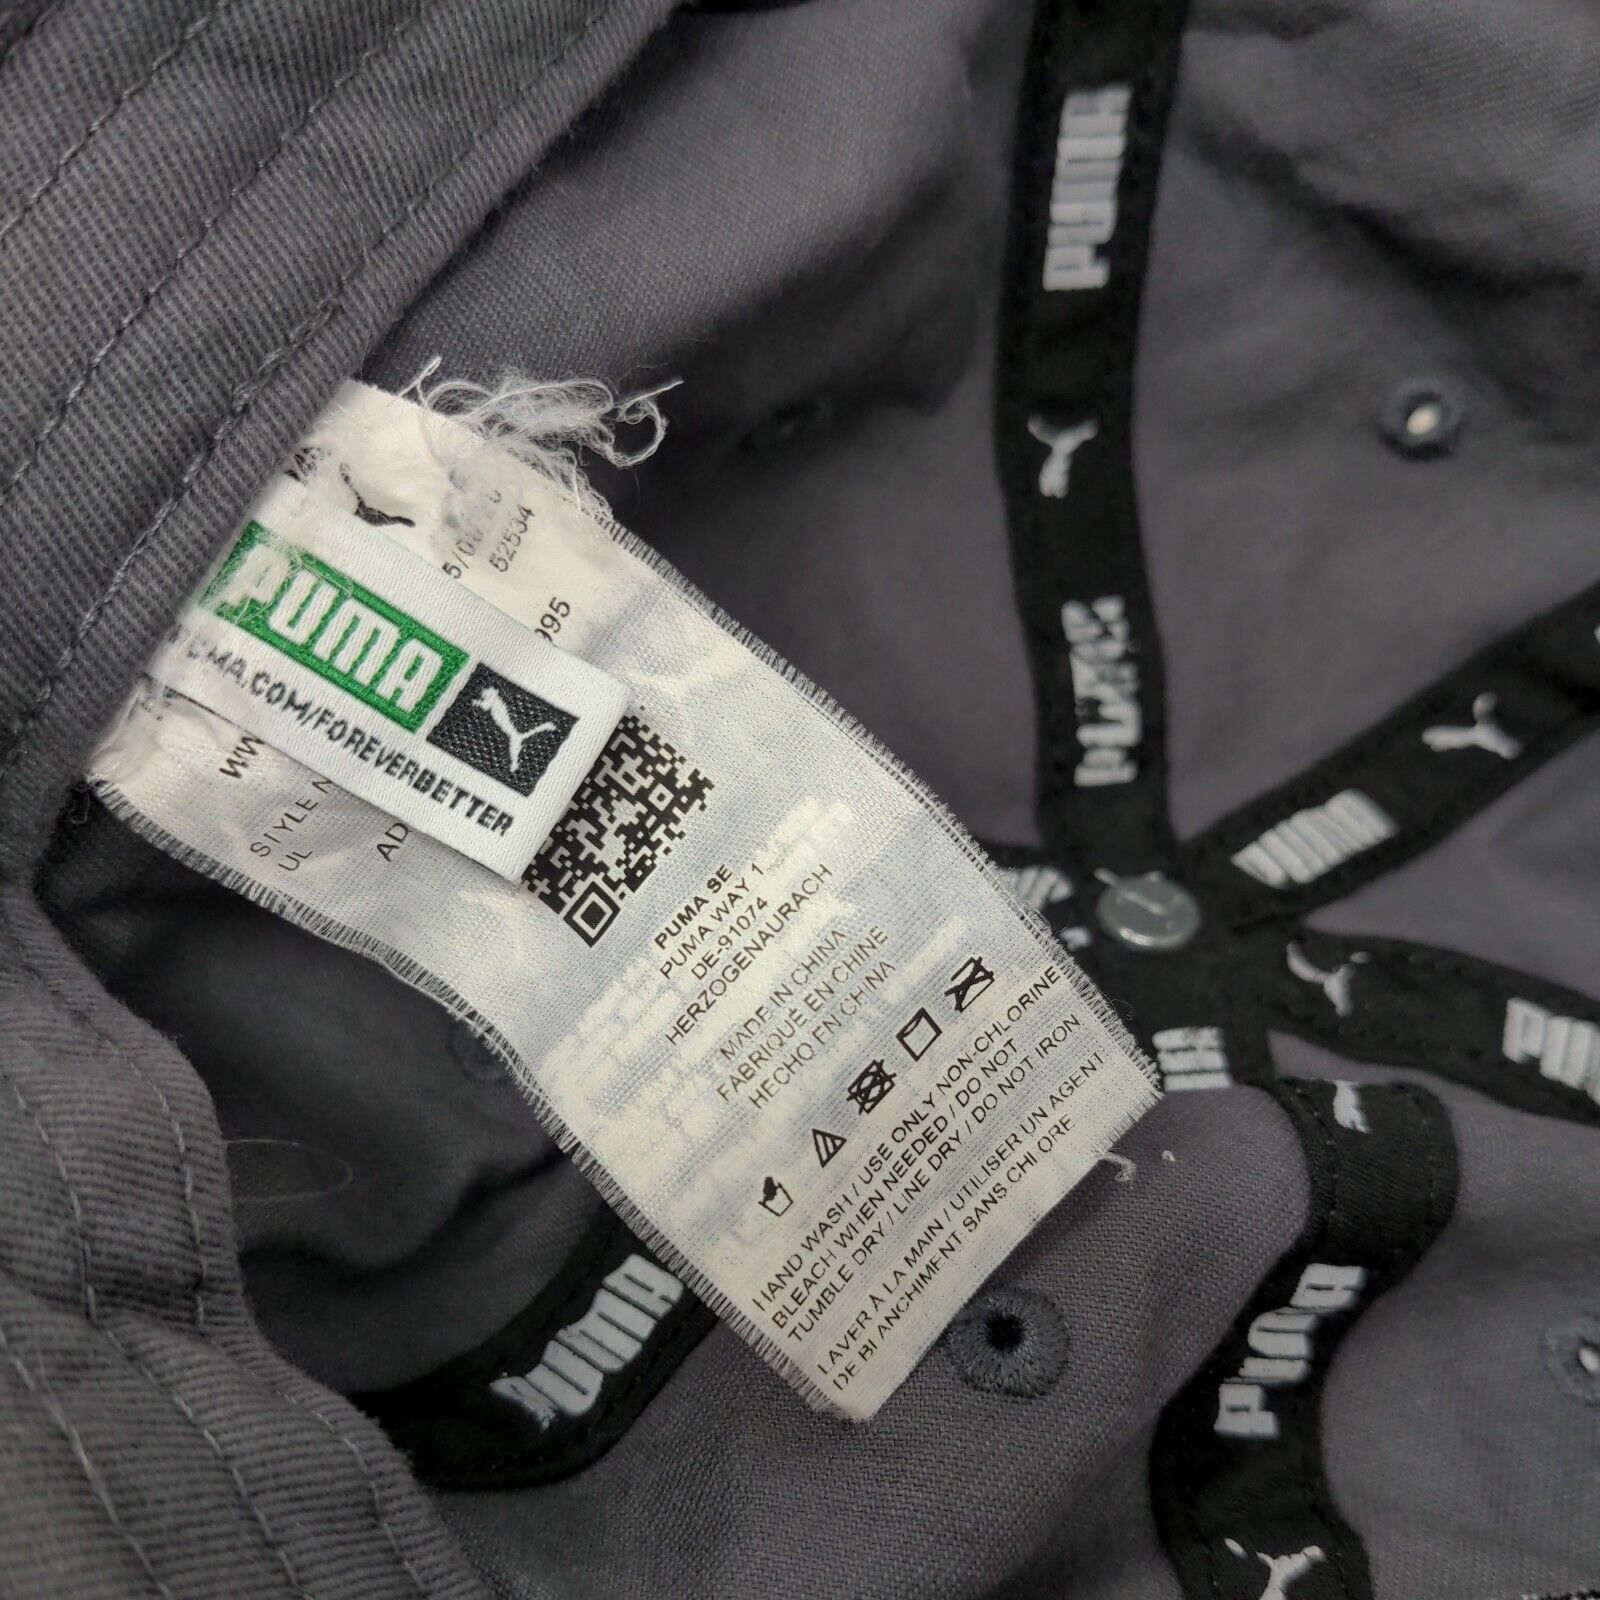 PUMA
PUMA
PUMA
PUMA
PUMA
PUMA
PUMA
.COM/FOREVERBETTER
52534
995
STYLE N
UL
AD
PUMA SE
PUMA WAY 1
DE-91074
HERZOGENAURACH
MADE IN CHINA
FABRIQUÉ EN CHINE
HECHO EN CHINA
HAND WASH / USE ONLY NON-CHLORINE
BLEACH WHEN NEEDED / DO NOT
TUMBLE DRY / LINE DRY / DO NOT IRON
LAVER À LA MAIN / UTILISER UN AGENT
DE BLANCHIMENT SANS CHLORE